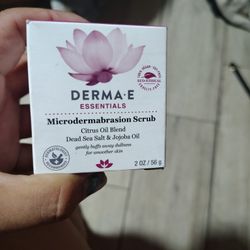 DERMA·E
ESSENTIALS
Microdermabrasion Scrub
Citrus Oil Blend
Dead Sea Salt & Jojoba Oil
gently buffs away dullness
for smoother skin
2 OZ / 56 g